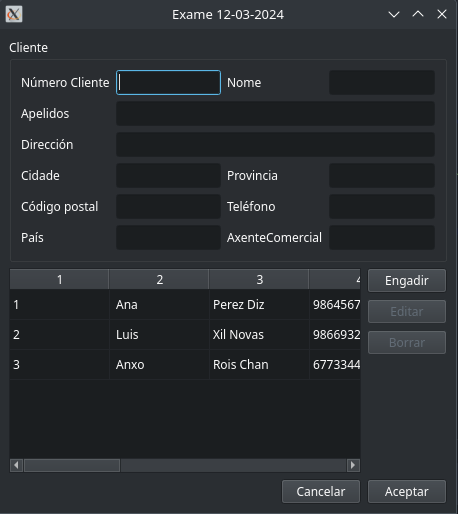 Exame 12-03-2024
Cliente
Número Cliente Nome
Apelidos
Dirección
Cidade Provincia
Código postal Teléfono
País AxenteComercial
1 2 3 4
1 Ana Perez Diz 9864567
2 Luis Xil Novas 9866932
3 Anxo Rois Chan 6773344
Engadir
Editar
Borrar
Cancelar Aceptar